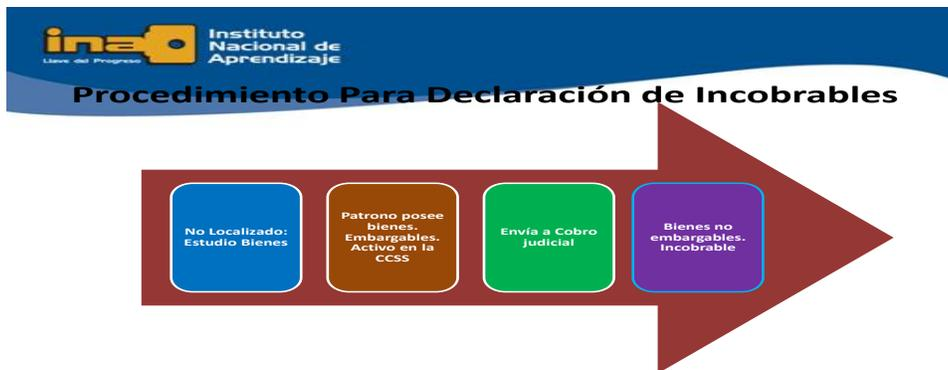 ina
Llave del Progreso
Instituto
Nacional de
Aprendizaje
Procedimiento Para Declaración de Incobrables
No Localizado:
Estudio Bienes
Patrono posee
bienes.
Embargables.
Activo en la
CCSS
Envía a Cobro
judicial
Bienes no
embargables.
Incobrable